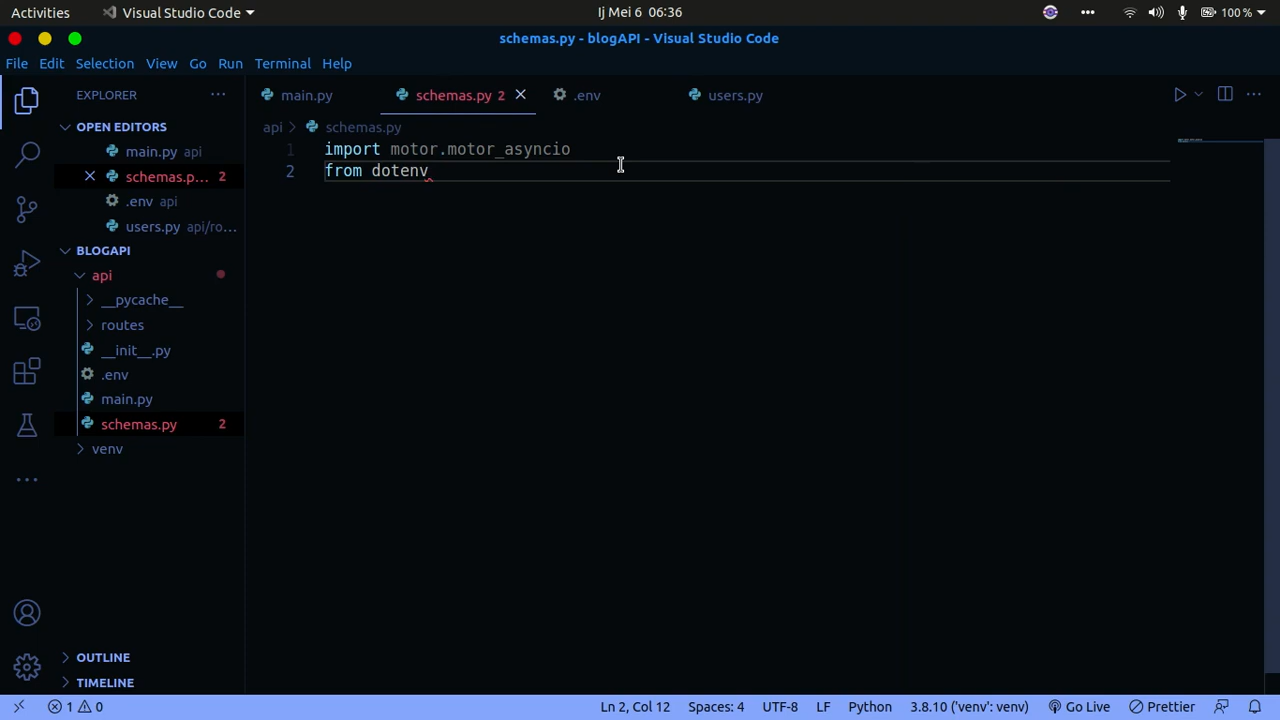 Activities Visual Studio Code Ij Mei 6 06:36 100 %
schemas.py - blogAPI - Visual Studio Code
File Edit Selection View Go Run Terminal Help
EXPLORER
main.py schemas.py 2 .env users.py
OPEN EDITORS
main.py api
schemas.p... 2
.env api
users.py api/ro...
BLOGAPI
api
__pycache__
routes
__init__.py
.env
main.py
schemas.py 2
venv
OUTLINE
TIMELINE
api schemas.py
1 import motor.motor_asyncio
2 from dotenv
1 0 Ln 2, Col 12 Spaces: 4 UTF-8 LF Python 3.8.10 ('venv': venv) Go Live Prettier